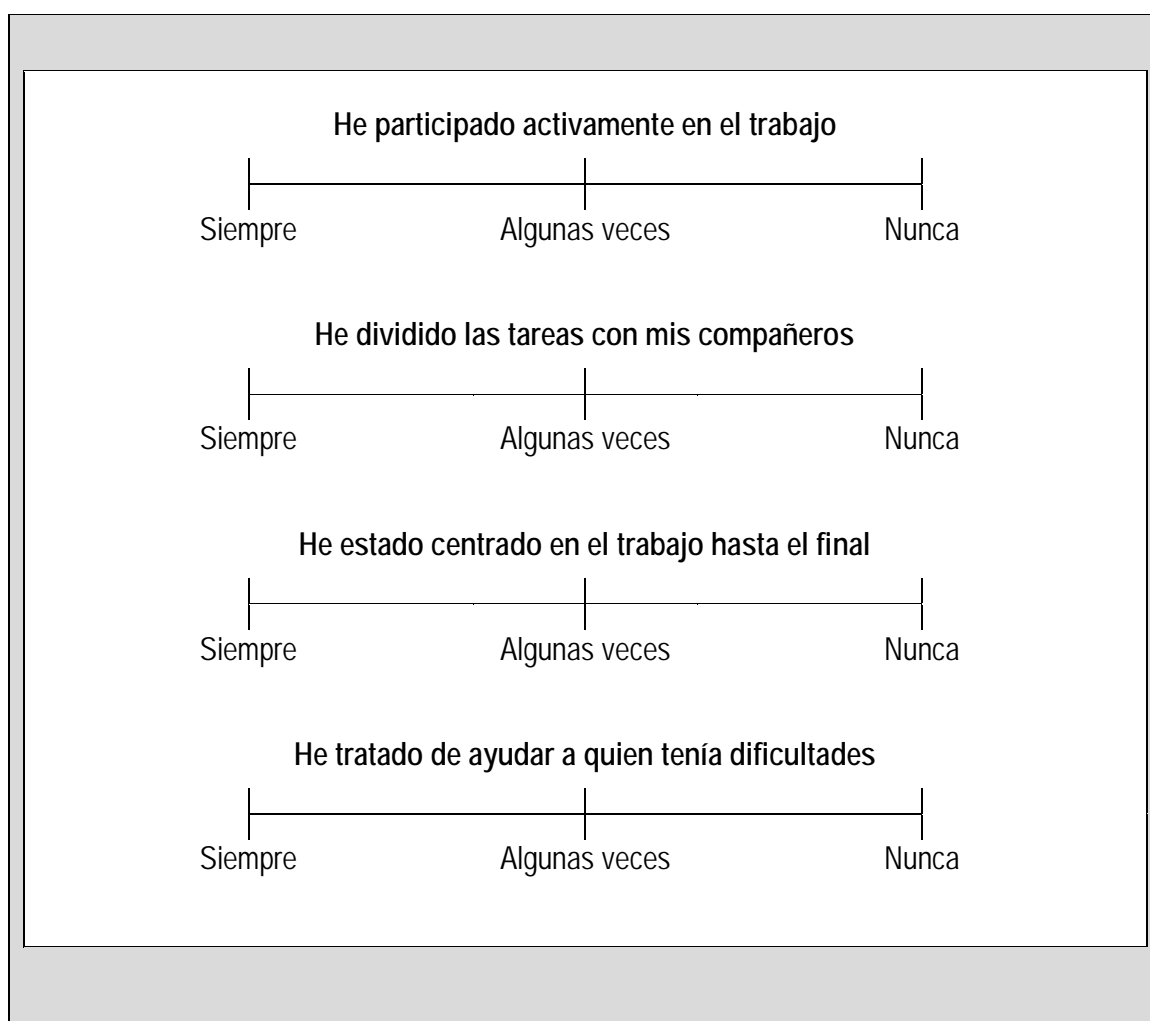 He participado activamente en el trabajo
Siempre Algunas veces Nunca
He dividido las tareas con mis compañeros
Siempre Algunas veces Nunca
He estado centrado en el trabajo hasta el final
Siempre Algunas veces Nunca
He tratado de ayudar a quien tenía dificultades
Siempre Algunas veces Nunca